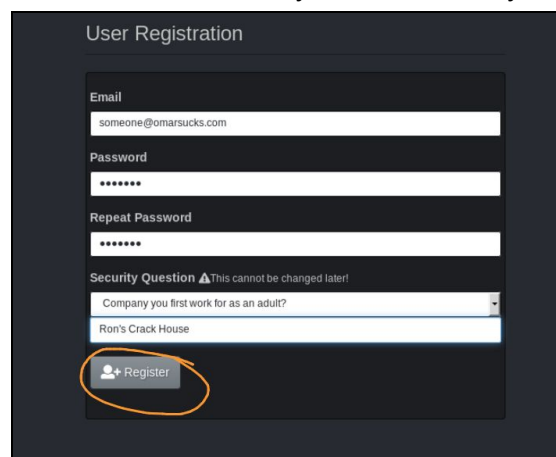 User Registration
Email
someone@omarsucks.com
Password
•••••••
Repeat Password
•••••••
Security Question ⚠This cannot be changed later!
Company you first work for as an adult?
Ron's Crack House
Register